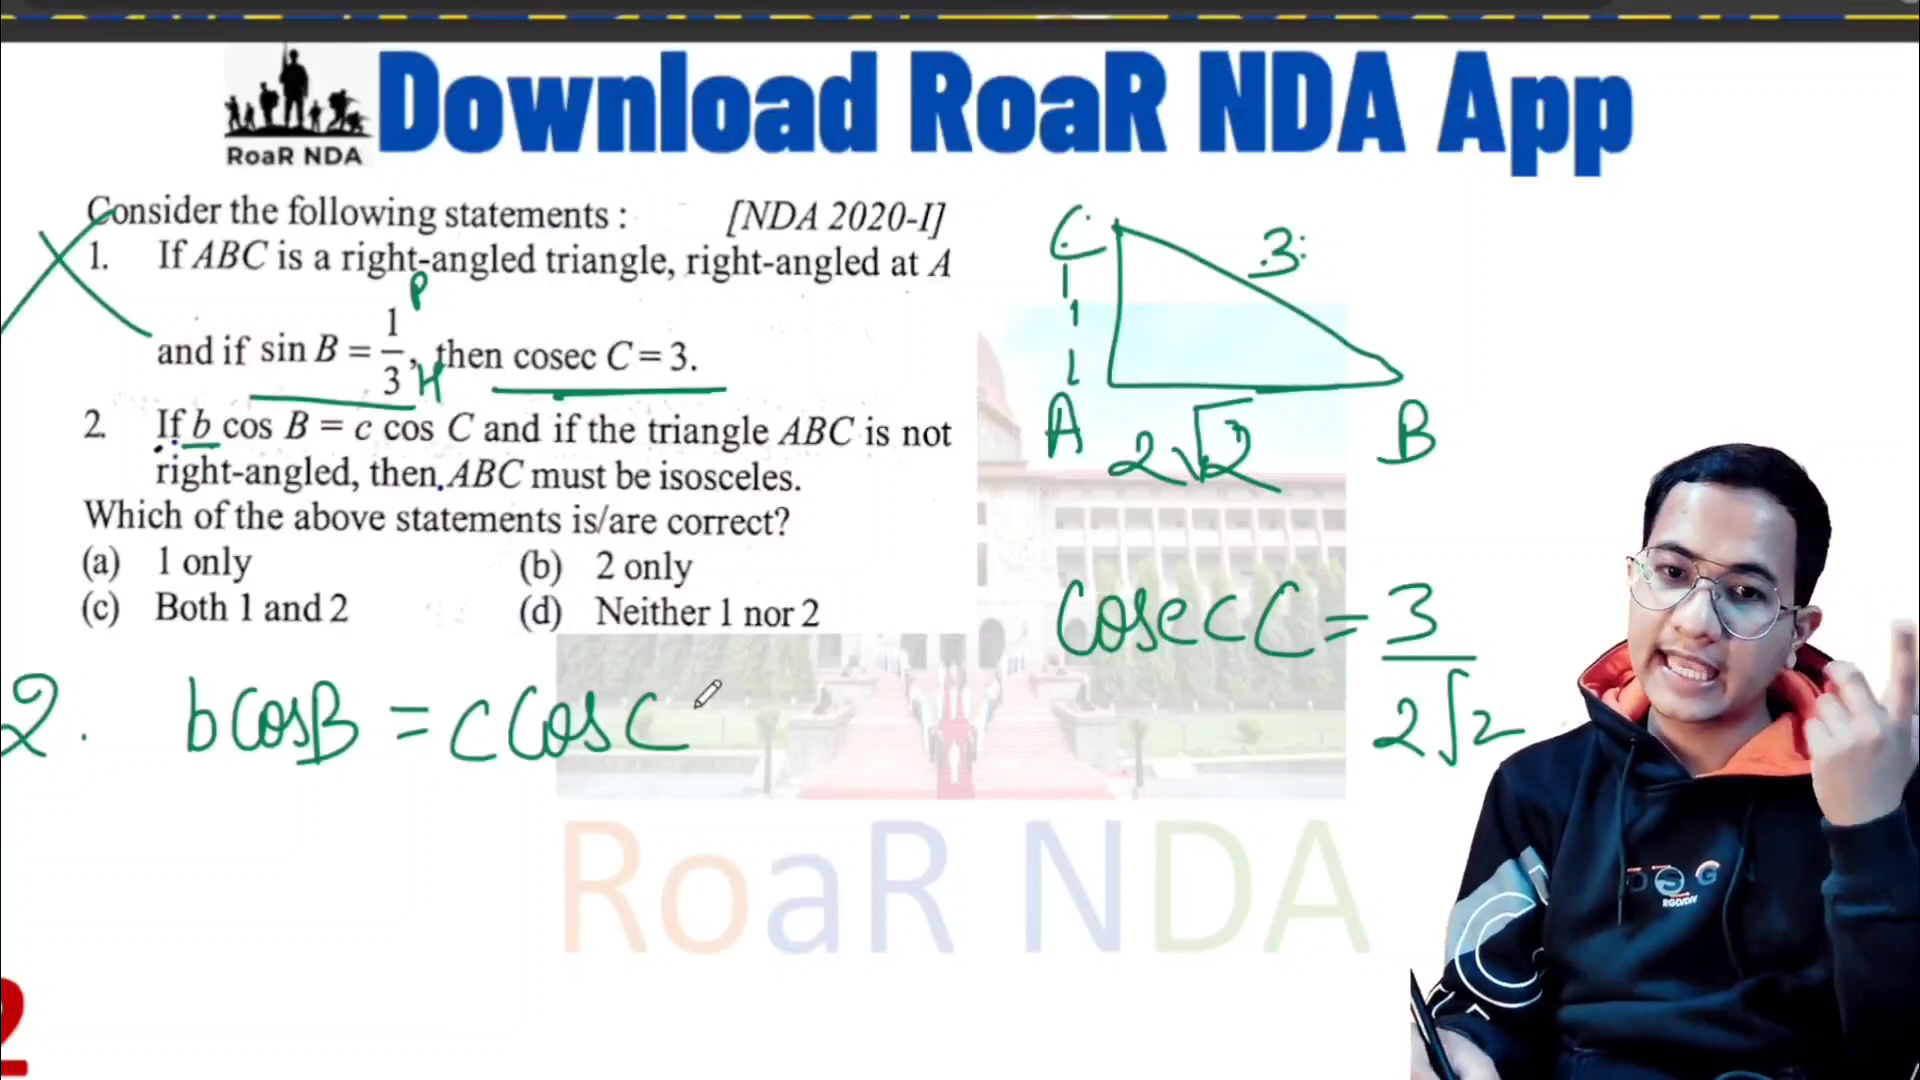 Download RoaR NDA App
RoaR NDA
Consider the following statements : [NDA 2020-I]
1. If ABC is a right-angled triangle, right-angled at A
P
and if sin B = 1/3, then cosec C = 3.
H
2. If b cos B = c cos C and if the triangle ABC is not
right-angled, then ABC must be isosceles.
Which of the above statements is/are correct?
(a) 1 only (b) 2 only
(c) Both 1 and 2 (d) Neither 1 nor 2
C
3
1
A
2√2
B
Cosec C = 3/2√2
2. b Cos B = c Cos C
RoaR NDA
RGLVDIV
2